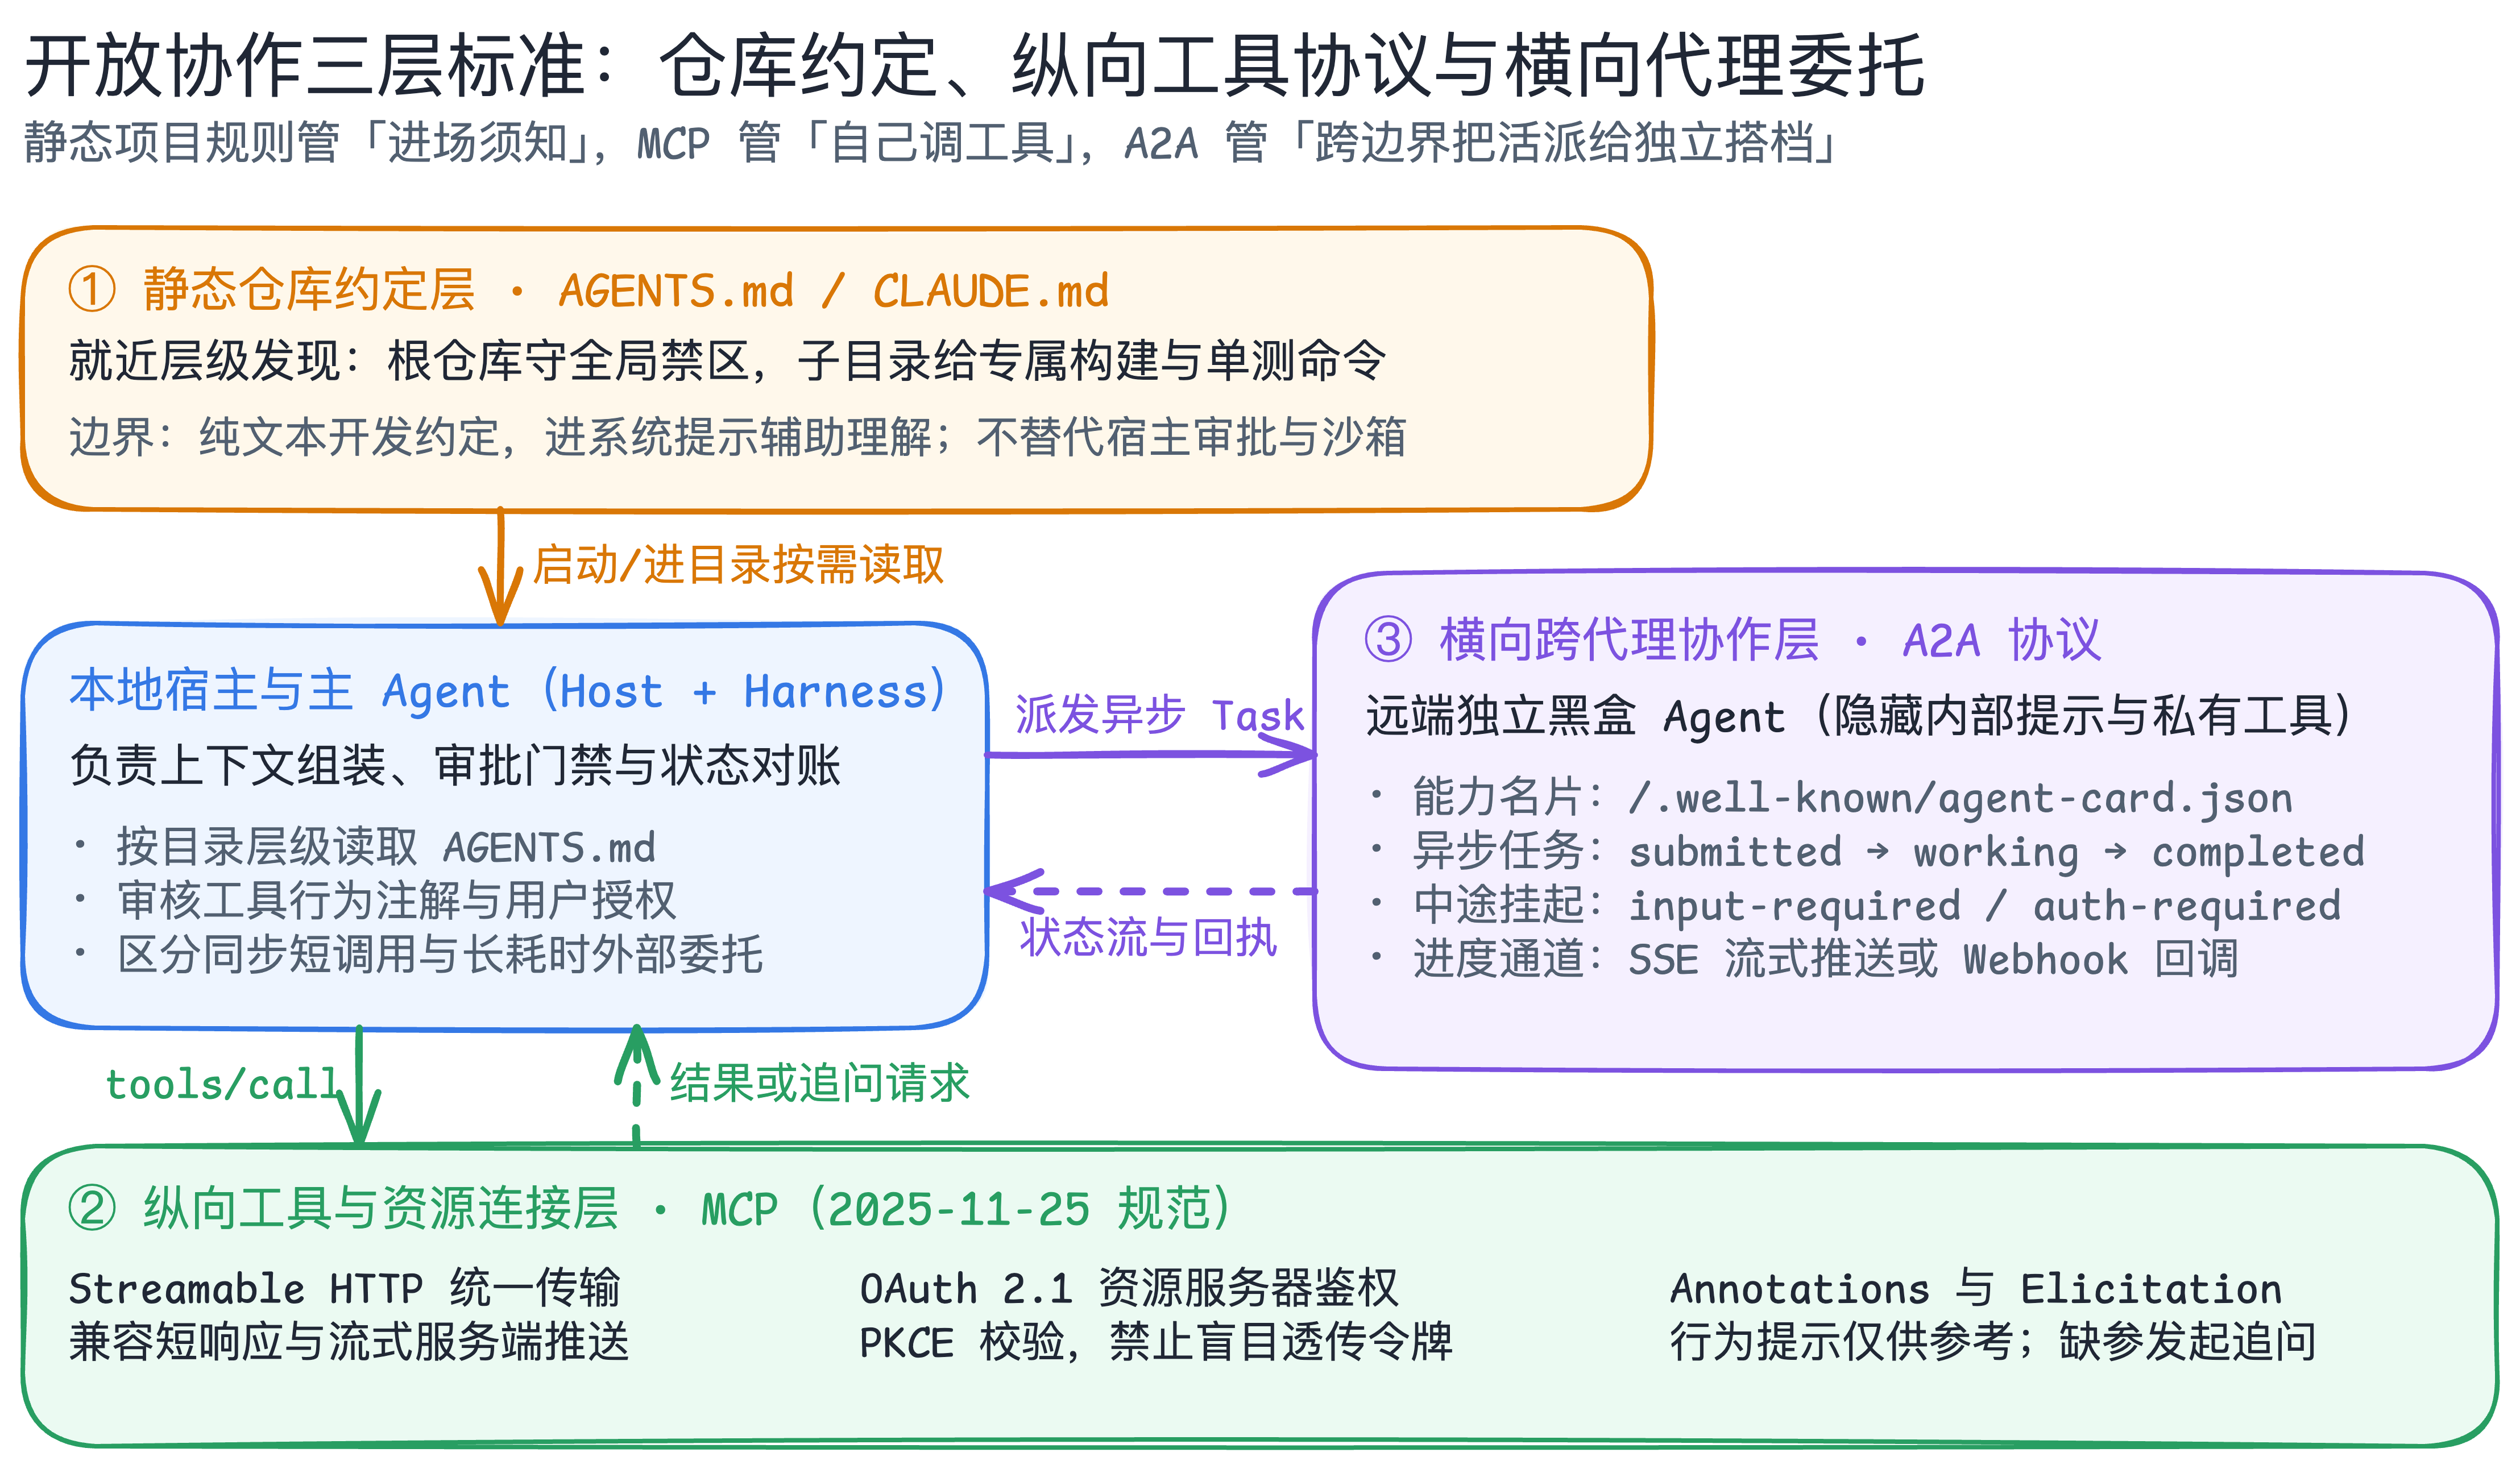 开放协作三层标准：仓库约定、纵向工具协议与横向代理委托
静态项目规则管「进场须知」，MCP 管「自己调工具」，A2A 管「跨边界把活派给独立搭档」
① 静态仓库约定层 · AGENTS.md / CLAUDE.md
就近层级发现：根仓库守全局禁区，子目录给专属构建与单测命令
边界：纯文本开发约定，进系统提示辅助理解；不替代宿主审批与沙箱
启动/进目录按需读取
本地宿主与主 Agent（Host + Harness）
负责上下文组装、审批门禁与状态对账
· 按目录层级读取 AGENTS.md
· 审核工具行为注解与用户授权
· 区分同步短调用与长耗时外部委托
派发异步 Task
状态流与回执
③ 横向跨代理协作层 · A2A 协议
远端独立黑盒 Agent（隐藏内部提示与私有工具）
· 能力名片：/.well-known/agent-card.json
· 异步任务：submitted → working → completed
· 中途挂起：input-required / auth-required
· 进度通道：SSE 流式推送或 Webhook 回调
tools/call
结果或追问请求
② 纵向工具与资源连接层 · MCP（2025-11-25 规范）
Streamable HTTP 统一传输
兼容短响应与流式服务端推送
OAuth 2.1 资源服务器鉴权
PKCE 校验，禁止盲目透传令牌
Annotations 与 Elicitation
行为提示仅供参考；缺参发起追问